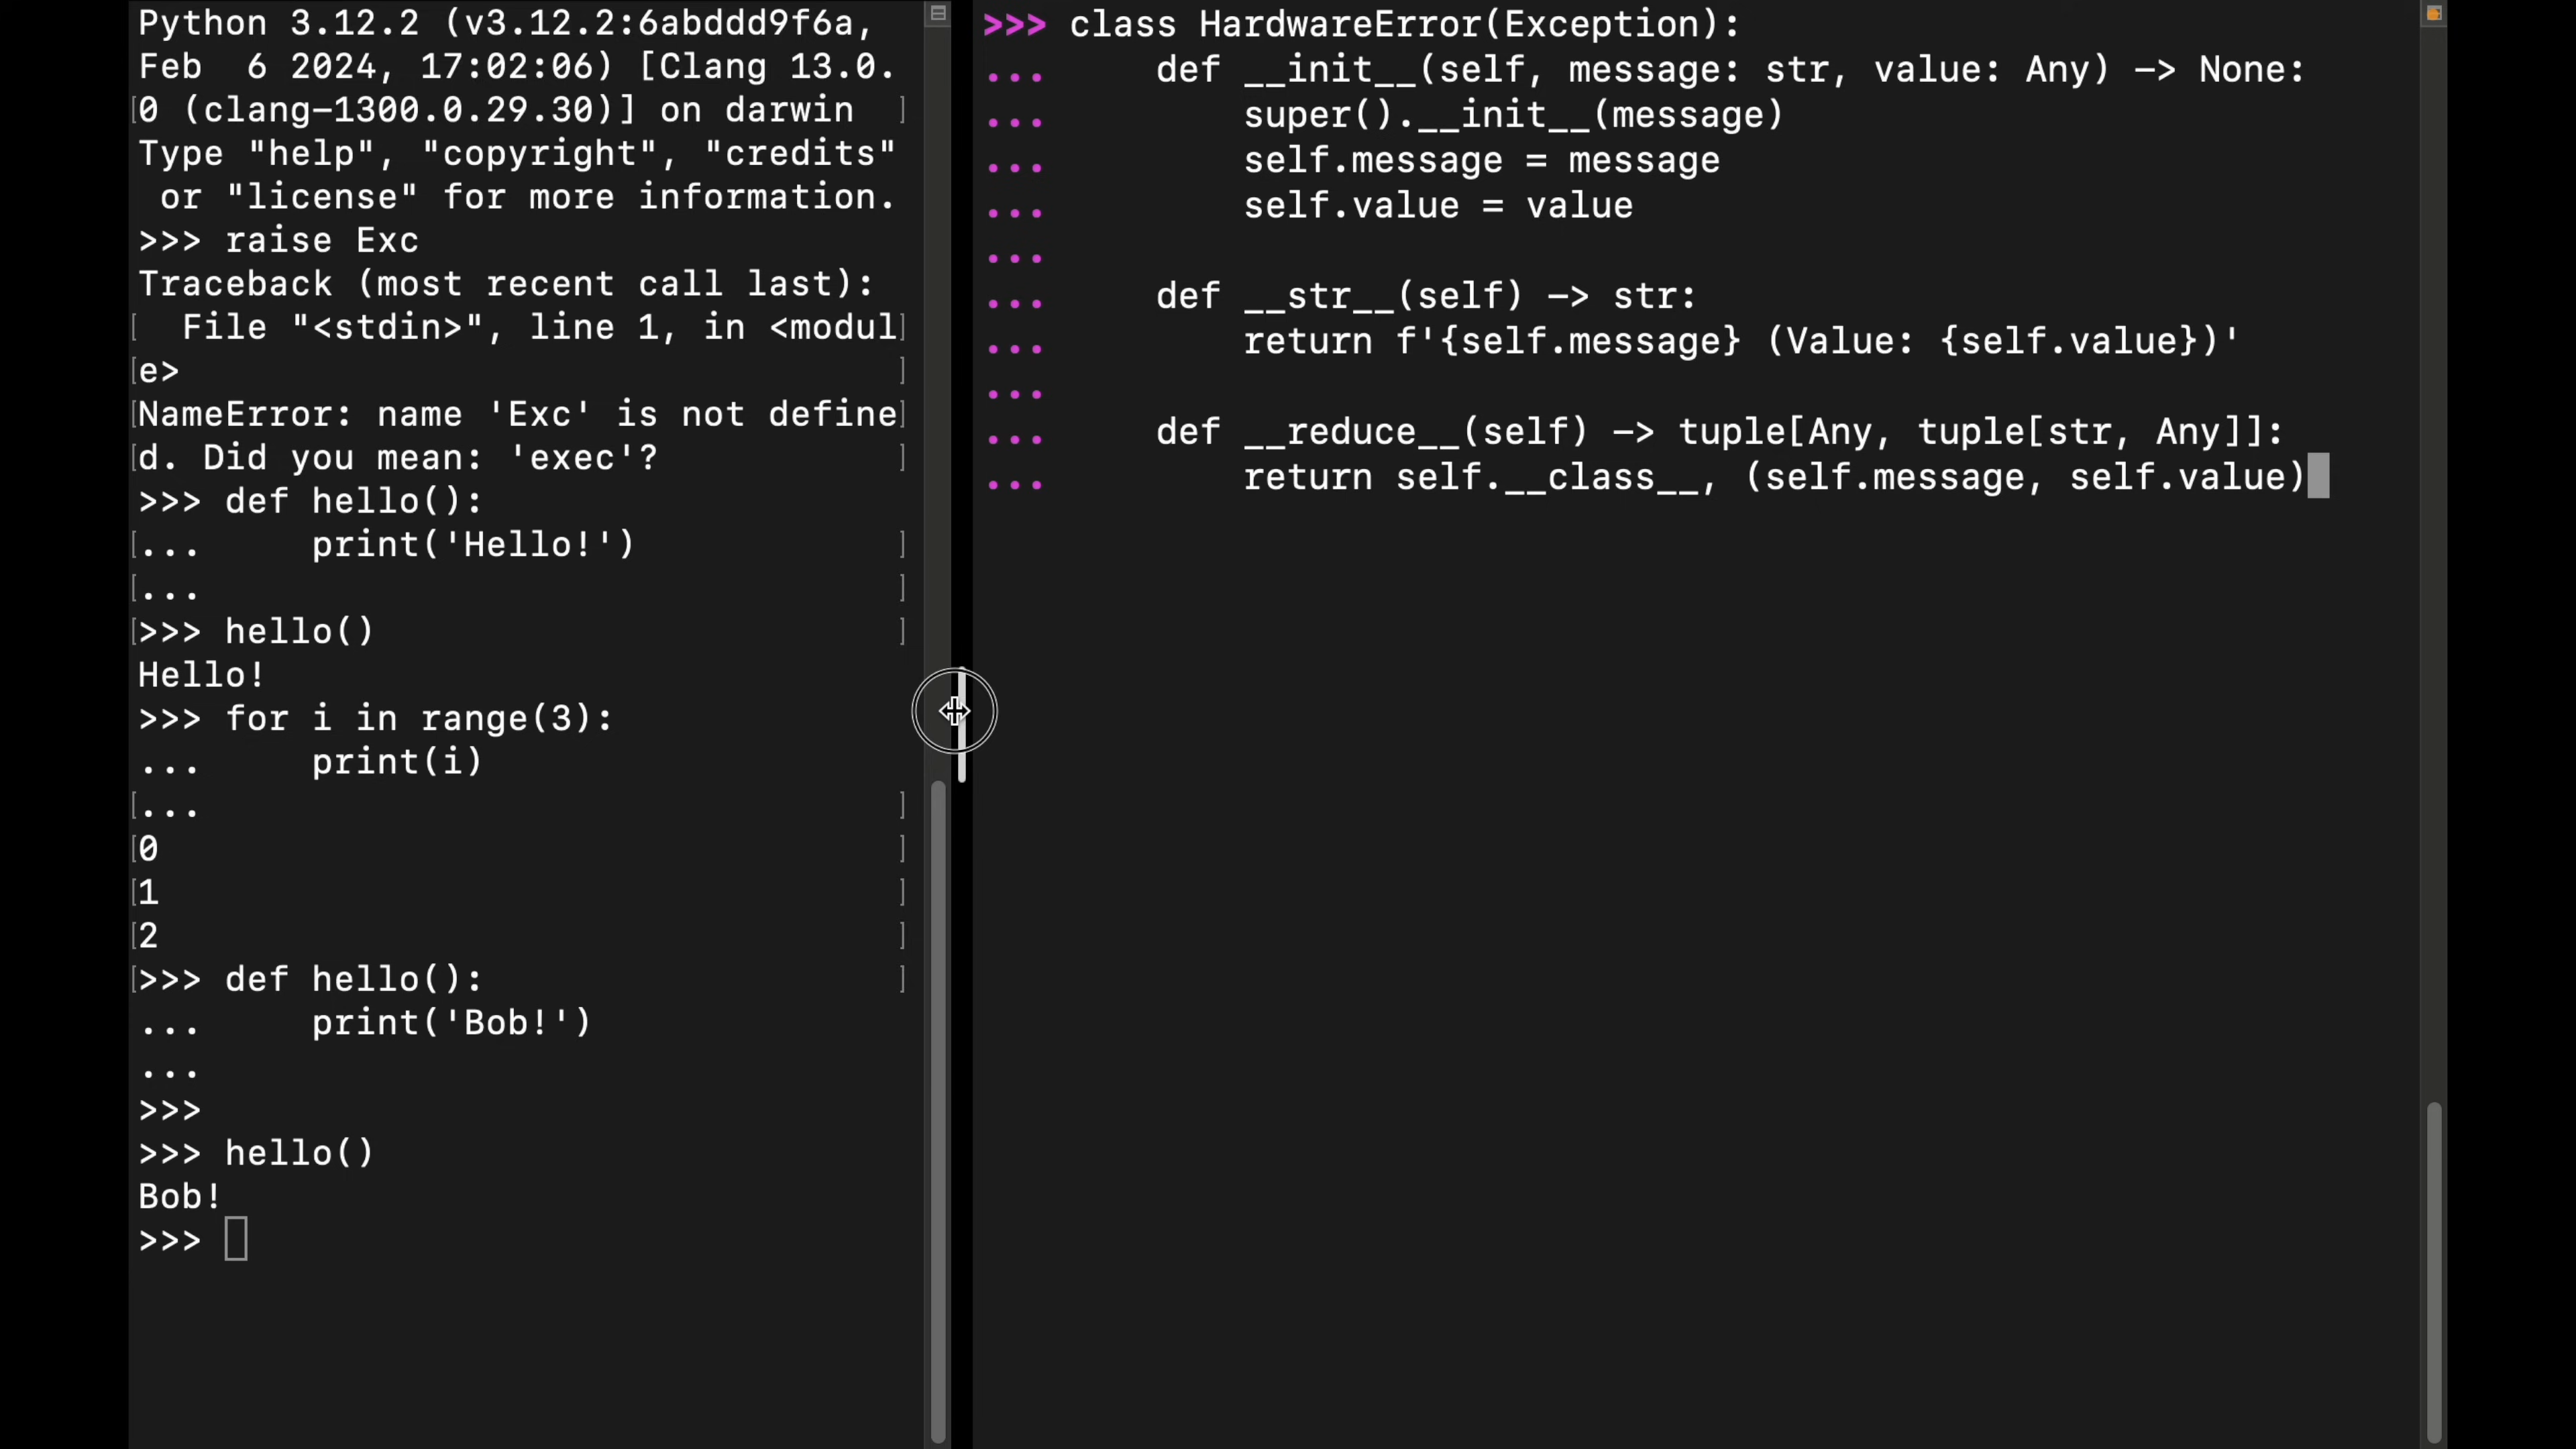 Python 3.12.2 (v3.12.2:6abddd9f6a,
Feb  6 2024, 17:02:06) [Clang 13.0.
0 (clang-1300.0.29.30)] on darwin
Type "help", "copyright", "credits"
 or "license" for more information.
>>> raise Exc
Traceback (most recent call last):
  File "<stdin>", line 1, in <modul
e>
NameError: name 'Exc' is not define
d. Did you mean: 'exec'?
>>> def hello():
...     print('Hello!')
...
>>> hello()
Hello!
>>> for i in range(3):
...     print(i)
...
0
1
2
>>> def hello():
...     print('Bob!')
...
>>>
>>> hello()
Bob!
>>>
>>> class HardwareError(Exception):
...     def __init__(self, message: str, value: Any) -> None:
...         super().__init__(message)
...         self.message = message
...         self.value = value
...
...     def __str__(self) -> str:
...         return f'{self.message} (Value: {self.value})'
...
...     def __reduce__(self) -> tuple[Any, tuple[str, Any]]:
...         return self.__class__, (self.message, self.value)